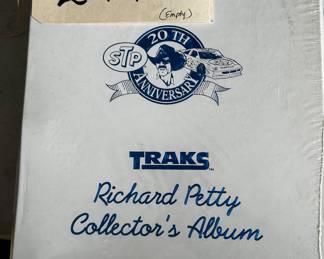 (Empty)
20TH
STP
ANNIVERSARY
TRAKS
Richard Petty
Collector's Album